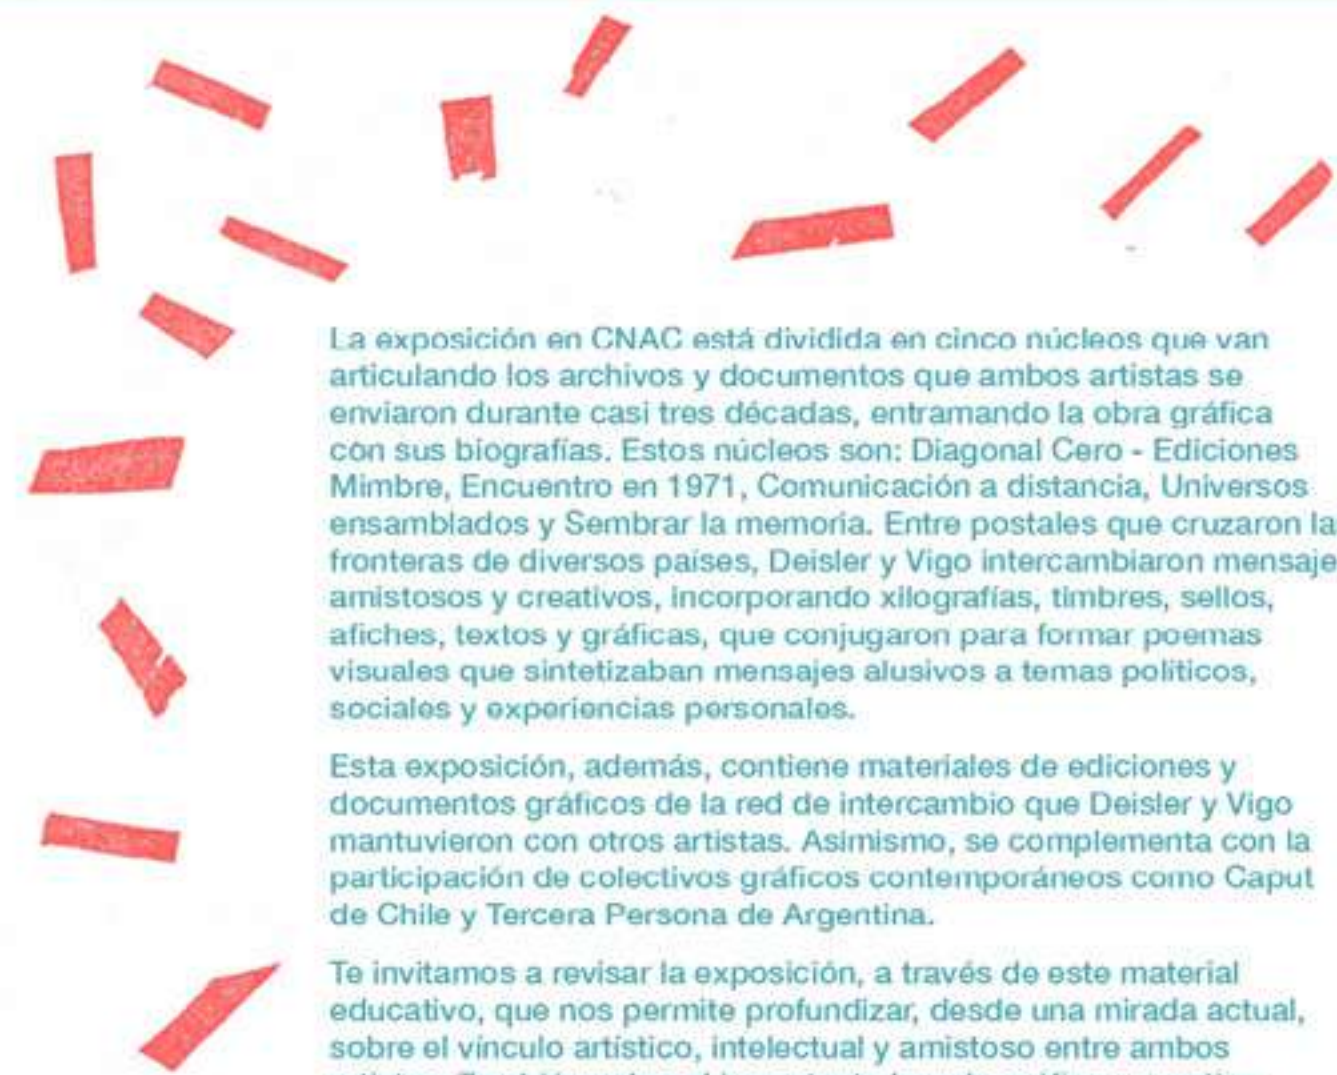 La exposición en CNAC está dividida en cinco núcleos que van
articulando los archivos y documentos que ambos artistas se
enviaron durante casi tres décadas, entramando la obra gráfica
con sus biografías. Estos núcleos son: Diagonal Cero - Ediciones
Mimbre, Encuentro en 1971, Comunicación a distancia, Universos
ensamblados y Sembrar la memoria. Entre postales que cruzaron la
fronteras de diversos países, Deisler y Vigo intercambiaron mensaje
amistosos y creativos, incorporando xilografías, timbres, sellos,
afiches, textos y gráficas, que conjugaron para formar poemas
visuales que sintetizaban mensajes alusivos a temas políticos,
sociales y experiencias personales.
Esta exposición, además, contiene materiales de ediciones y
documentos gráficos de la red de intercambio que Deisler y Vigo
mantuvieron con otros artistas. Asimismo, se complementa con la
participación de colectivos gráficos contemporáneos como Caput
de Chile y Tercera Persona de Argentina.
Te invitamos a revisar la exposición, a través de este material
educativo, que nos permite profundizar, desde una mirada actual,
sobre el vínculo artístico, intelectual y amistoso entre ambos